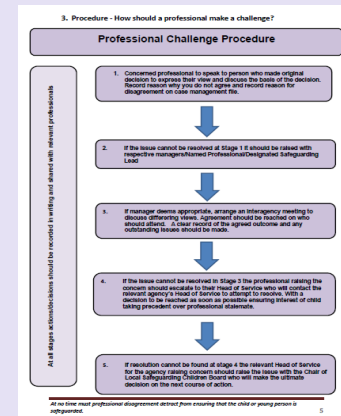 3. Procedure - How should a professional make a challenge?
Professional Challenge Procedure
At all stages actions/decisions should be recorded in writing and shared with relevant professionals
1. Concerned professional to speak to person who made original
decision to express their view and discuss the basis of the decision.
Record reason why you do not agree and record reason for
disagreement on case management file.
2. If the issue cannot be resolved at Stage 1 it should be raised with
respective managers/Named Professional/Designated Safeguarding
Lead
3. If manager deems appropriate, arrange an interagency meeting to
discuss differing views. Agreement should be reached on who
should attend. A clear record of the agreed outcome and any
outstanding issues should be made.
4. If the issue cannot be resolved in Stage 3 the professional raising the
concern should escalate to their Head of Service who will contact the
relevant agency's Head of Service to attempt to resolve. With a
decision to be reached as soon as possible ensuring interest of child
taking precedent over professional stalemate.
5. If resolution cannot be found at stage 4 the relevant Head of Service
for the agency raising concern should raise the issue with the Chair of
Local Safeguarding Children Board who will make the ultimate
decision on the next course of action.
At no time must professional disagreement detract from ensuring that the child or young person is
safeguarded.
5